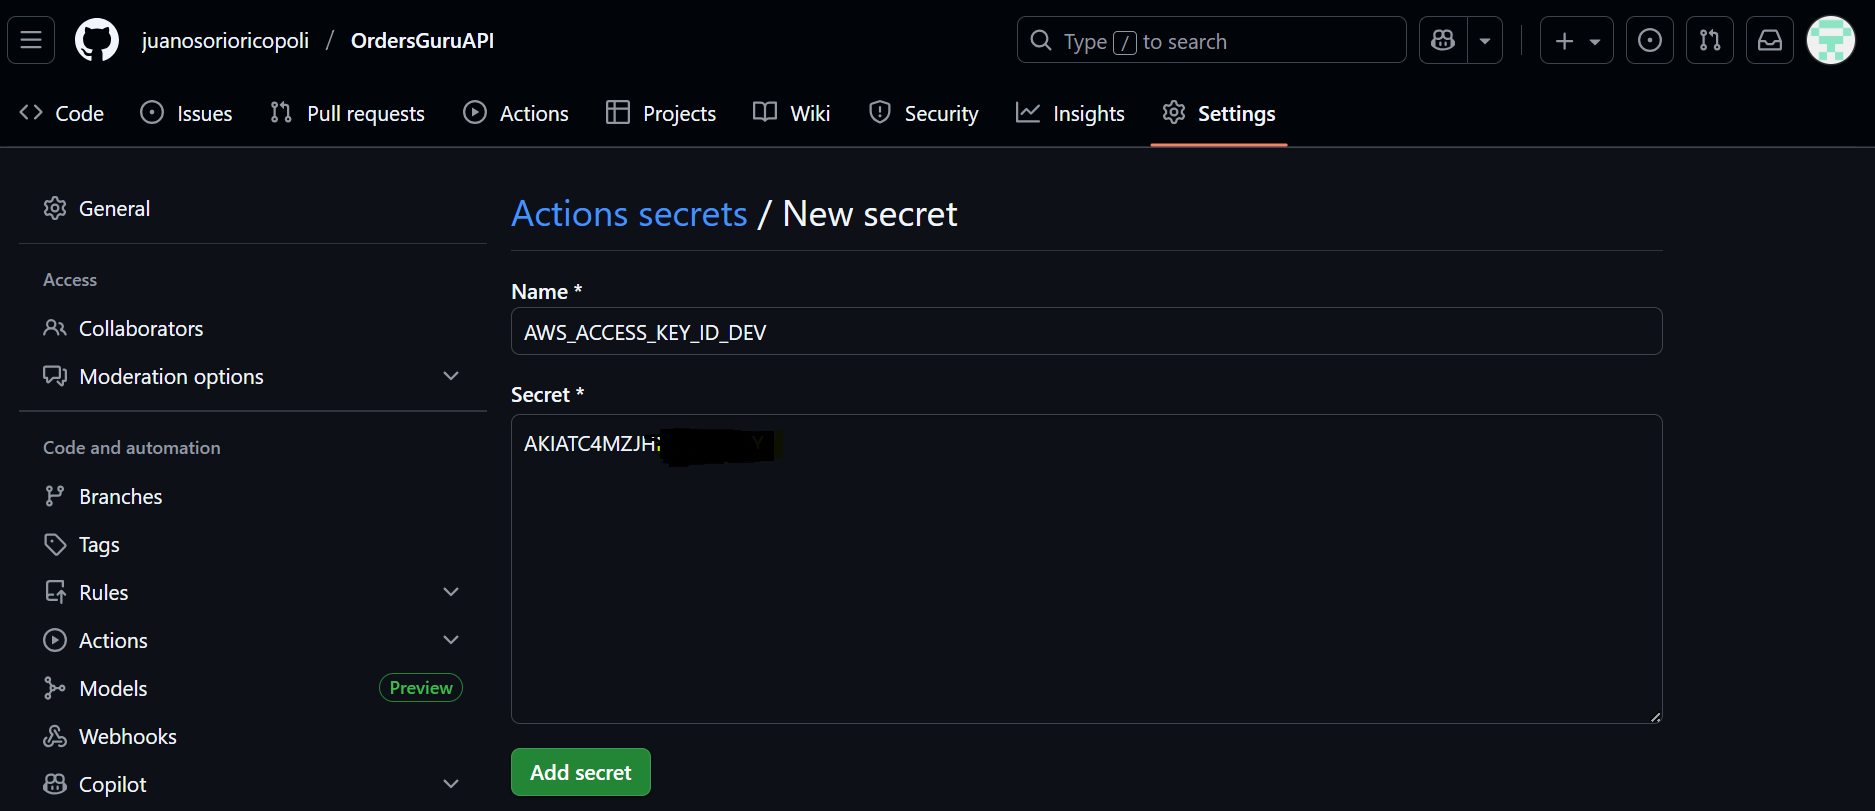 juanosorioricopoli / OrdersGuruAPI
Type / to search
Code Issues Pull requests Actions Projects Wiki Security Insights Settings
General
Access
Collaborators
Moderation options
Code and automation
Branches
Tags
Rules
Actions
Models Preview
Webhooks
Copilot
Actions secrets / New secret
Name *
AWS_ACCESS_KEY_ID_DEV
Secret *
Add secret